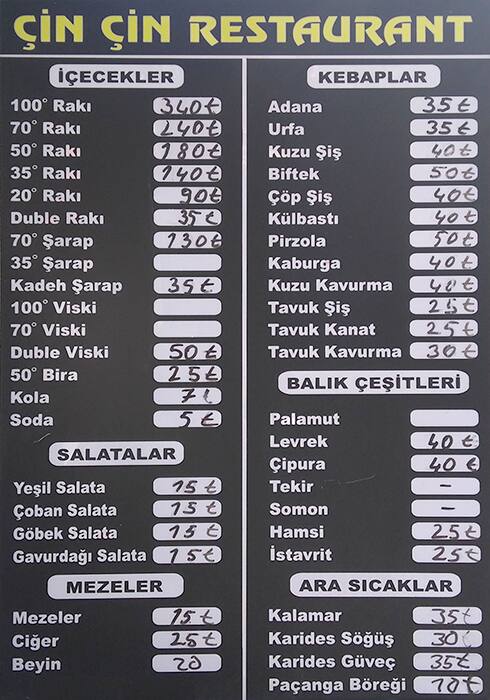 ÇİN ÇİN RESTAURANT
İÇECEKLER
100° Rakı 340₺
70° Rakı 240₺
50° Rakı 180₺
35° Rakı 140₺
20° Rakı 90₺
Duble Rakı 35₺
70° Şarap 130₺
35° Şarap
Kadeh Şarap 35₺
100° Viski
70° Viski
Duble Viski 50₺
50° Bira 25₺
Kola 7₺
Soda 5₺
SALATALAR
Yeşil Salata 15₺
Çoban Salata 15₺
Göbek Salata 15₺
Gavurdağı Salata 15₺
MEZELER
Mezeler 15₺
Ciğer 25₺
Beyin 20
KEBAPLAR
Adana 35₺
Urfa 35₺
Kuzu Şiş 40₺
Biftek 50₺
Çöp Şiş 40₺
Külbastı 40₺
Pirzola 50₺
Kaburga 40₺
Kuzu Kavurma 40₺
Tavuk Şiş 25₺
Tavuk Kanat 25₺
Tavuk Kavurma 30₺
BALIK ÇEŞİTLERİ
Palamut
Levrek 40₺
Çipura 40₺
Tekir -
Somon -
Hamsi 25₺
İstavrit 25₺
ARA SICAKLAR
Kalamar 35₺
Karides Söğüş 30₺
Karides Güveç 35₺
Paçanga Böreği 10₺